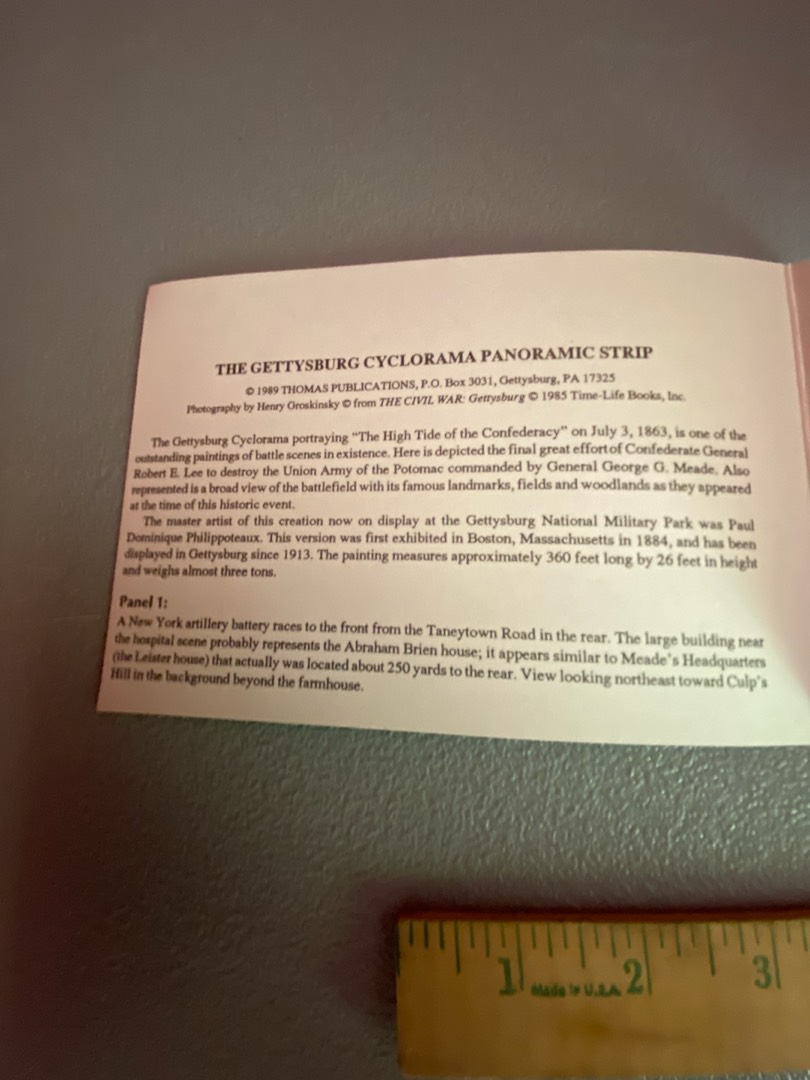 THE GETTYSBURG CYCLORAMA PANORAMIC STRIP
© 1989 THOMAS PUBLICATIONS, P.O. Box 3031, Gettysburg, PA 17325
Photography by Henry Groskinsky © from THE CIVIL WAR: Gettysburg © 1985 Time-Life Books, Inc.
The Gettysburg Cyclorama portraying “The High Tide of the Confederacy” on July 3, 1863, is one of the
outstanding paintings of battle scenes in existence. Here is depicted the final great effort of Confederate General
Robert E. Lee to destroy the Union Army of the Potomac commanded by General George G. Meade. Also
represented is a broad view of the battlefield with its famous landmarks, fields and woodlands as they appeared
at the time of this historic event.
The master artist of this creation now on display at the Gettysburg National Military Park was Paul
Dominique Philippoteaux. This version was first exhibited in Boston, Massachusetts in 1884, and has been
displayed in Gettysburg since 1913. The painting measures approximately 360 feet long by 26 feet in height
and weighs almost three tons.
Panel 1:
A New York artillery battery races to the front from the Taneytown Road in the rear. The large building near
the hospital scene probably represents the Abraham Brien house; it appears similar to Meade’s Headquarters
(the Leister house) that actually was located about 250 yards to the rear. View looking northeast toward Culp’s
Hill in the background beyond the farmhouse.
1 2 3
Made in U.S.A.